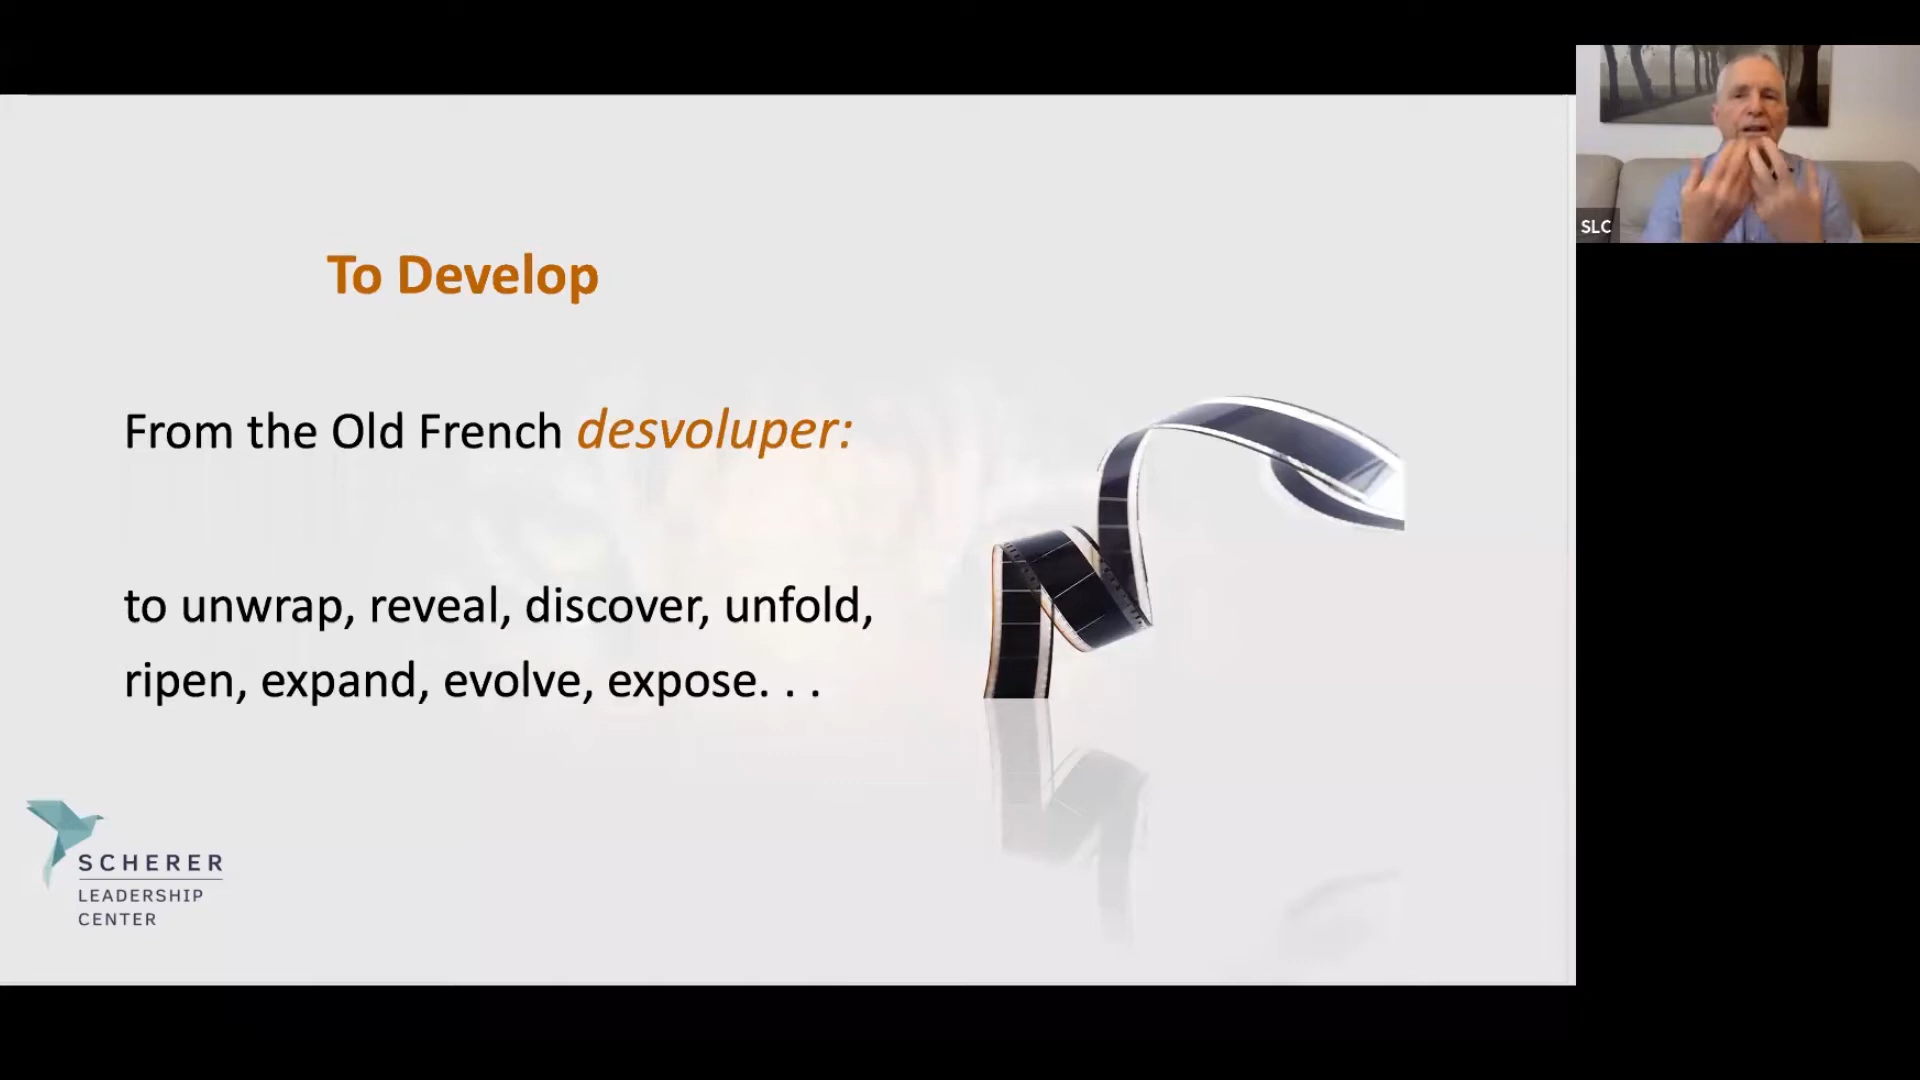 To Develop
From the Old French desvoluper:
to unwrap, reveal, discover, unfold,
ripen, expand, evolve, expose. . .
SCHERER
LEADERSHIP
CENTER
SLC